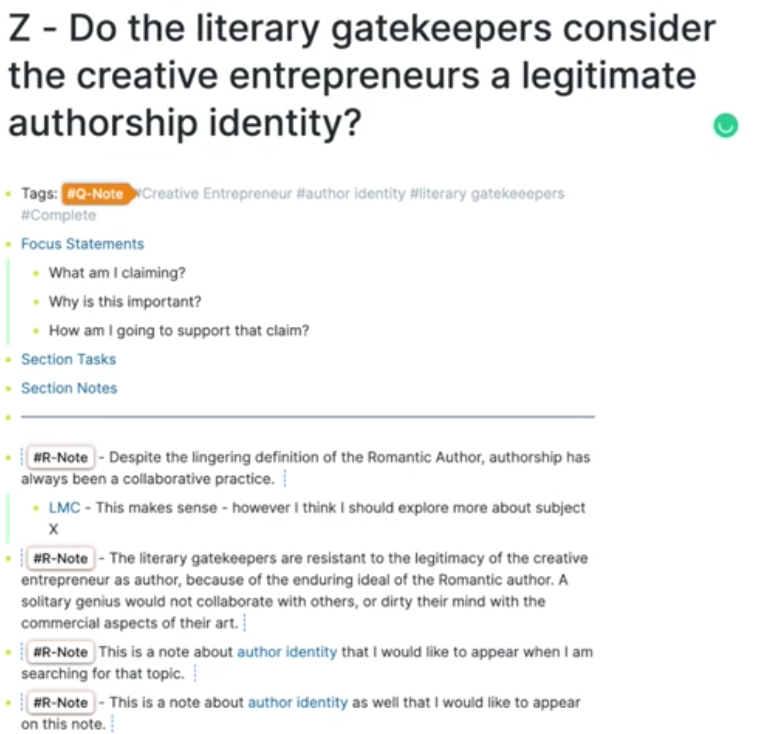 Z - Do the literary gatekeepers consider
the creative entrepreneurs a legitimate
authorship identity?
Tags: #Q-Note #Creative Entrepreneur #author identity #literary gatekeeepers
#Complete
Focus Statements
What am I claiming?
Why is this important?
How am I going to support that claim?
Section Tasks
Section Notes
#R-Note - Despite the lingering definition of the Romantic Author, authorship has
always been a collaborative practice.
LMC - This makes sense - however I think I should explore more about subject
X
#R-Note - The literary gatekeepers are resistant to the legitimacy of the creative
entrepreneur as author, because of the enduring ideal of the Romantic author. A
solitary genius would not collaborate with others, or dirty their mind with the
commercial aspects of their art.
#R-Note This is a note about author identity that I would like to appear when I am
searching for that topic.
#R-Note - This is a note about author identity as well that I would like to appear
on this note.